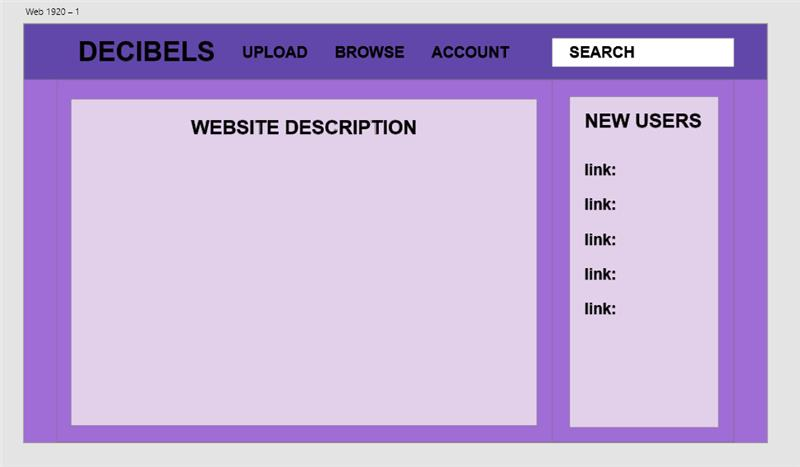 Web 1920 – 1
DECIBELS UPLOAD BROWSE ACCOUNT SEARCH
WEBSITE DESCRIPTION
NEW USERS
link:
link:
link:
link:
link: